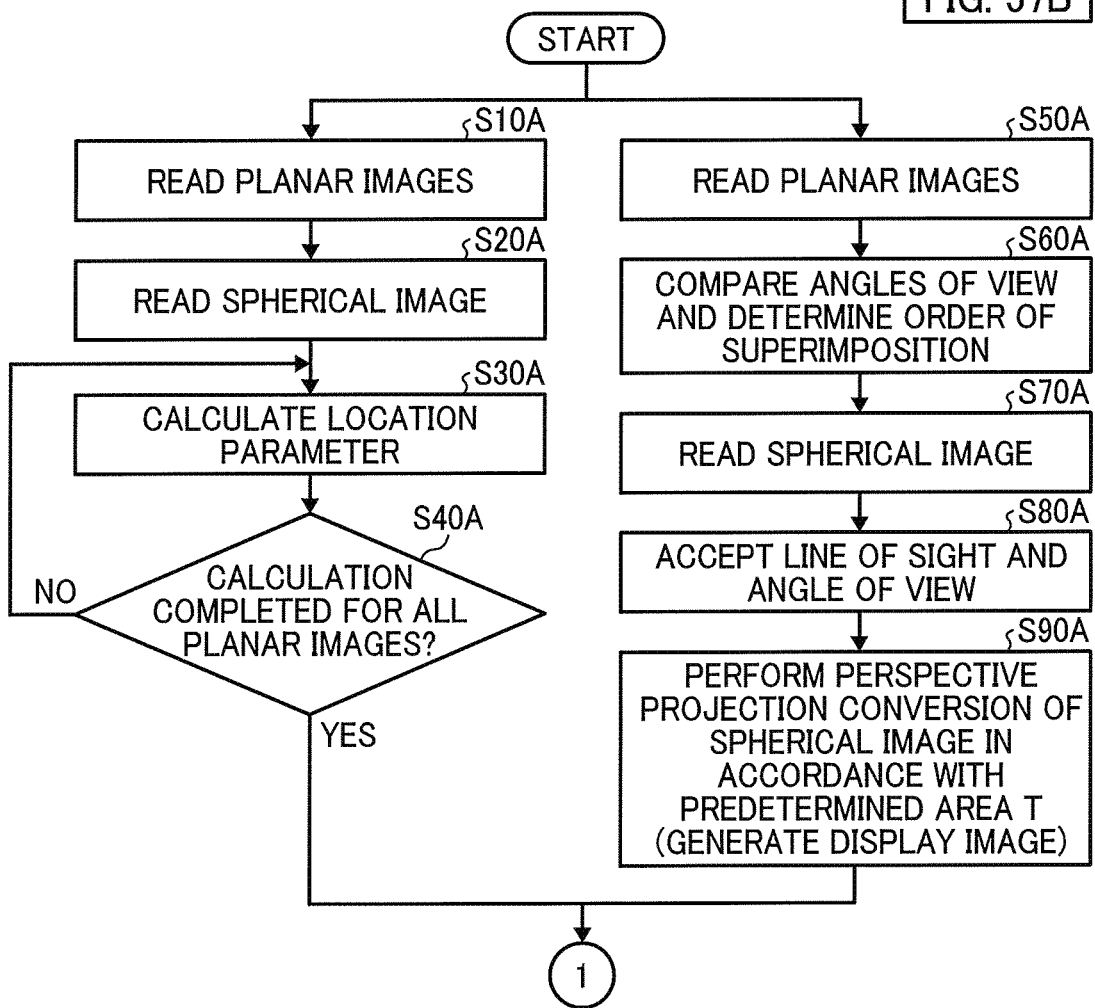 FIG. 37B
START
S10A
READ PLANAR IMAGES
S20A
READ SPHERICAL IMAGE
S30A
CALCULATE LOCATION
PARAMETER
S40A
CALCULATION
COMPLETED FOR ALL
PLANAR IMAGES?
NO
YES
S50A
READ PLANAR IMAGES
S60A
COMPARE ANGLES OF VIEW
AND DETERMINE ORDER OF
SUPERIMPOSITION
S70A
READ SPHERICAL IMAGE
S80A
ACCEPT LINE OF SIGHT AND
ANGLE OF VIEW
S90A
PERFORM PERSPECTIVE
PROJECTION CONVERSION OF
SPHERICAL IMAGE IN
ACCORDANCE WITH
PREDETERMINED AREA T
(GENERATE DISPLAY IMAGE)
1